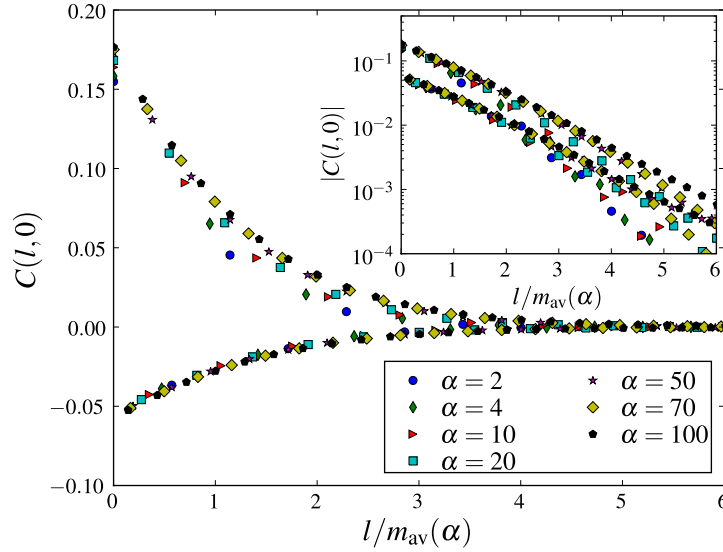 0.20
0.15
0.10
0.05
0.00
−0.05
−0.10
C(l,0)
0 1 2 3 4 5 6
l/m_av(α)
10⁻¹
10⁻²
10⁻³
10⁻⁴
|C(l,0)|
0 1 2 3 4 5 6
l/m_av(α)
α = 2
α = 4
α = 10
α = 20
α = 50
α = 70
α = 100